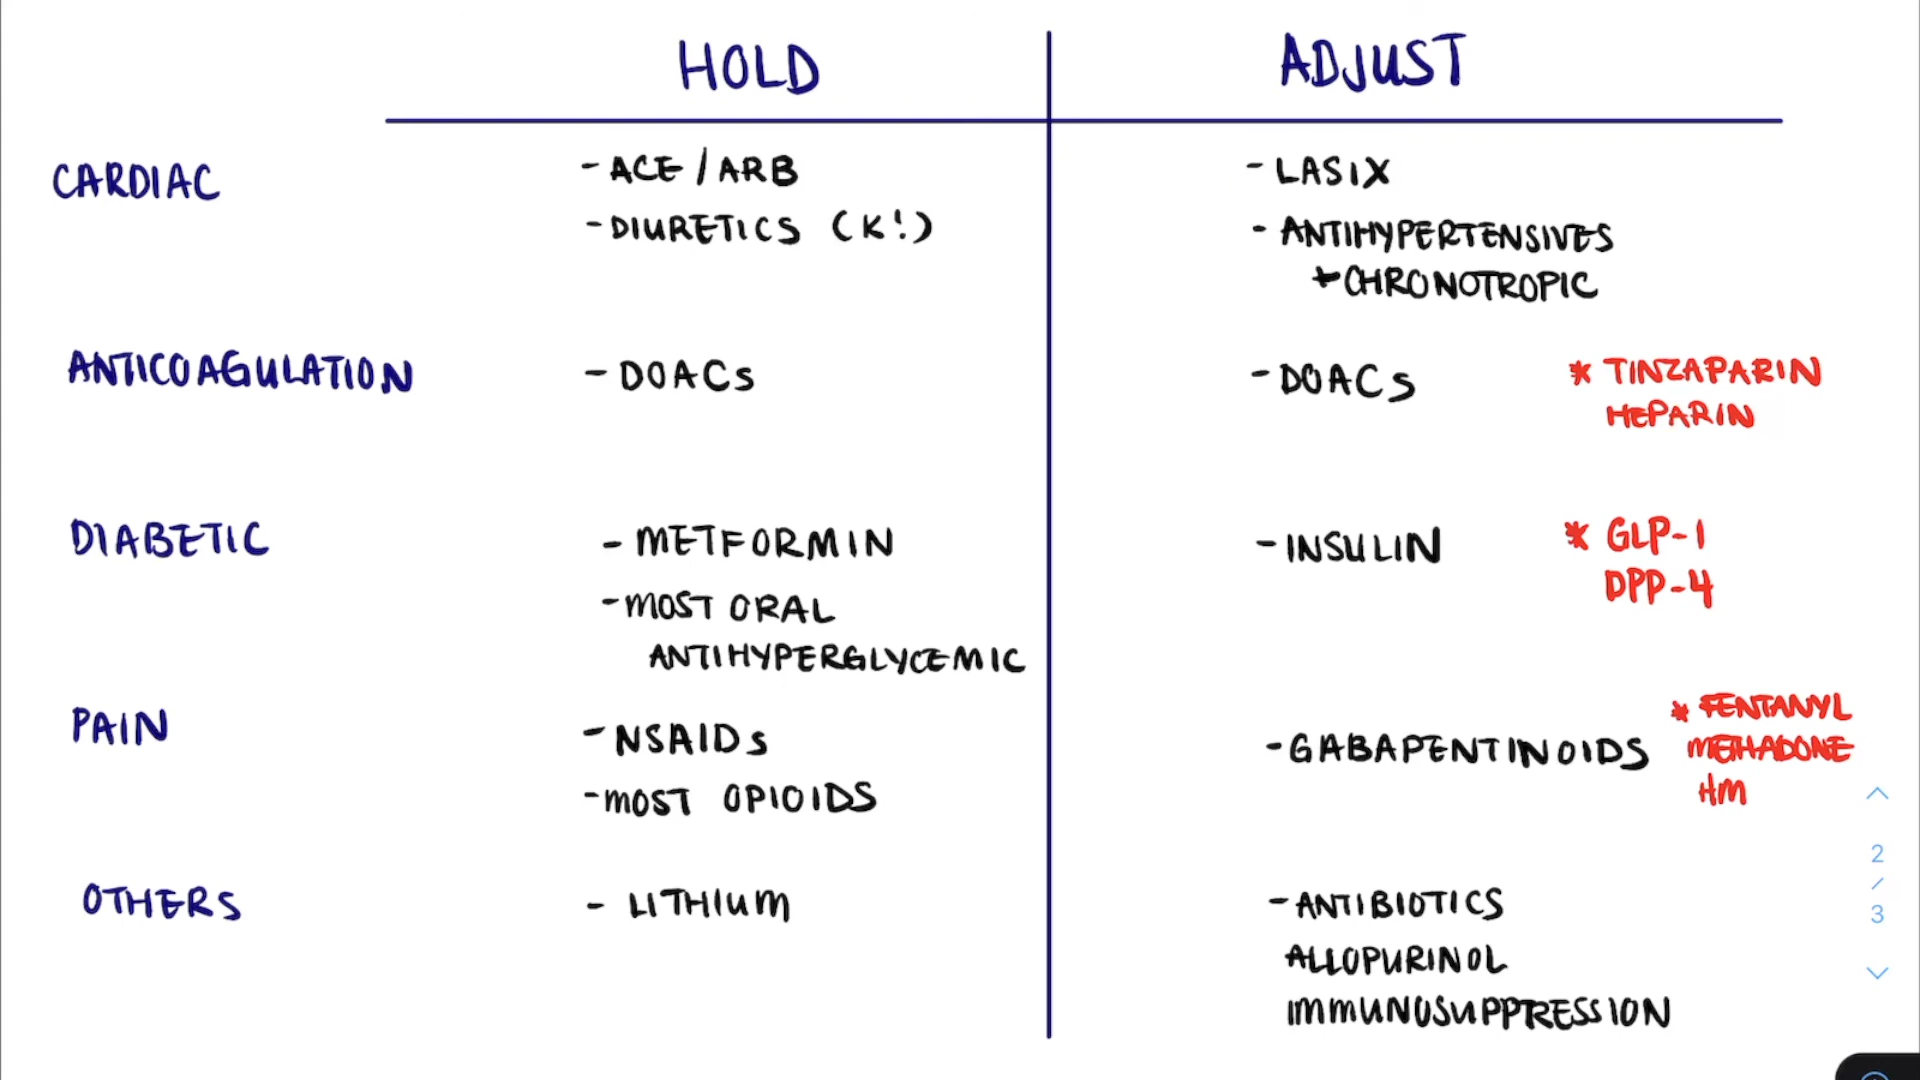 HOLD
ADJUST
CARDIAC
- ACE / ARB
- DIURETICS (K!)
- LASIX
- ANTIHYPERTENSIVES
+ CHRONOTROPIC
ANTICOAGULATION
- DOACs
- DOACs
* TINZAPARIN
HEPARIN
DIABETIC
- METFORMIN
- MOST ORAL
ANTIHYPERGLYCEMIC
- INSULIN
* GLP-1
DPD-4
PAIN
- NSAIDs
- MOST OPIOIDS
- GABAPENTINOIDS
* FENTANYL
METHADONE
HM
OTHERS
- LITHIUM
- ANTIBIOTICS
ALLOPURINOL
IMMUNOSUPPRESSION
2
/
3